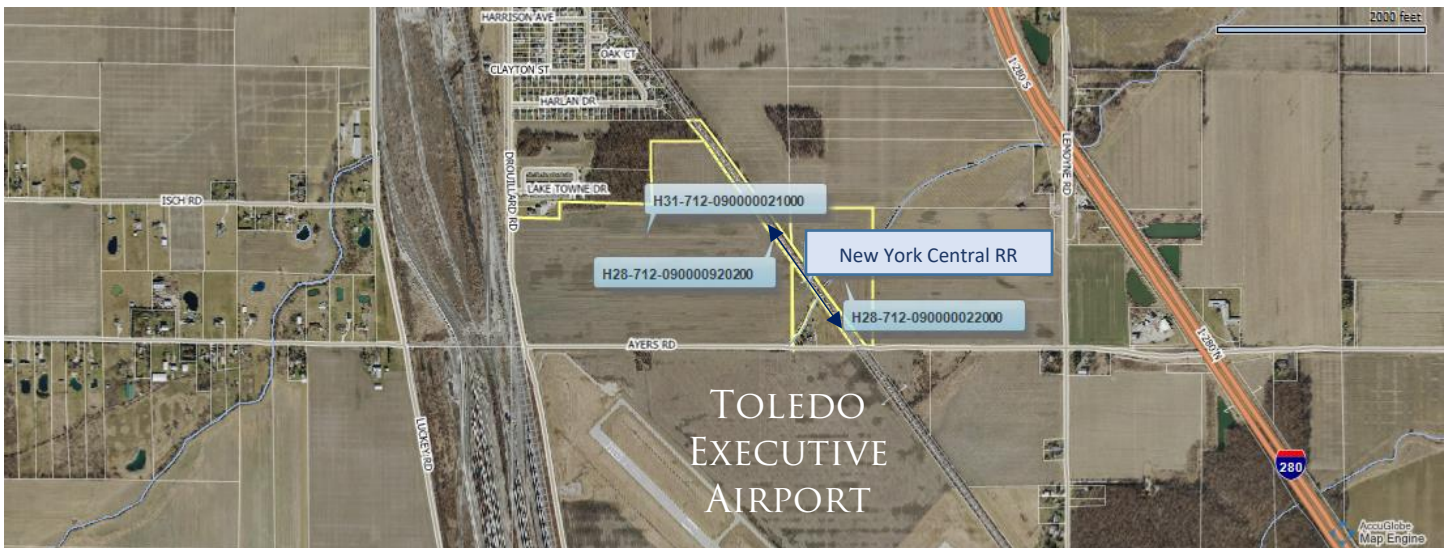 HARRISON AVE
2000 feet
OAK CT
CLAYTON ST
I 280 S
HARLAN DR
LEMOYNE RD
DROUILLARD RD
LAKE TOWNE DR
ISCH RD
H31-712-090000021000
New York Central RR
H28-712-090000920200
H28-712-090000022000
AYERS RD
I 280 N
TOLEDO
EXECUTIVE
AIRPORT
LUCKEY RD
280
AccuGlobe
Map Engine